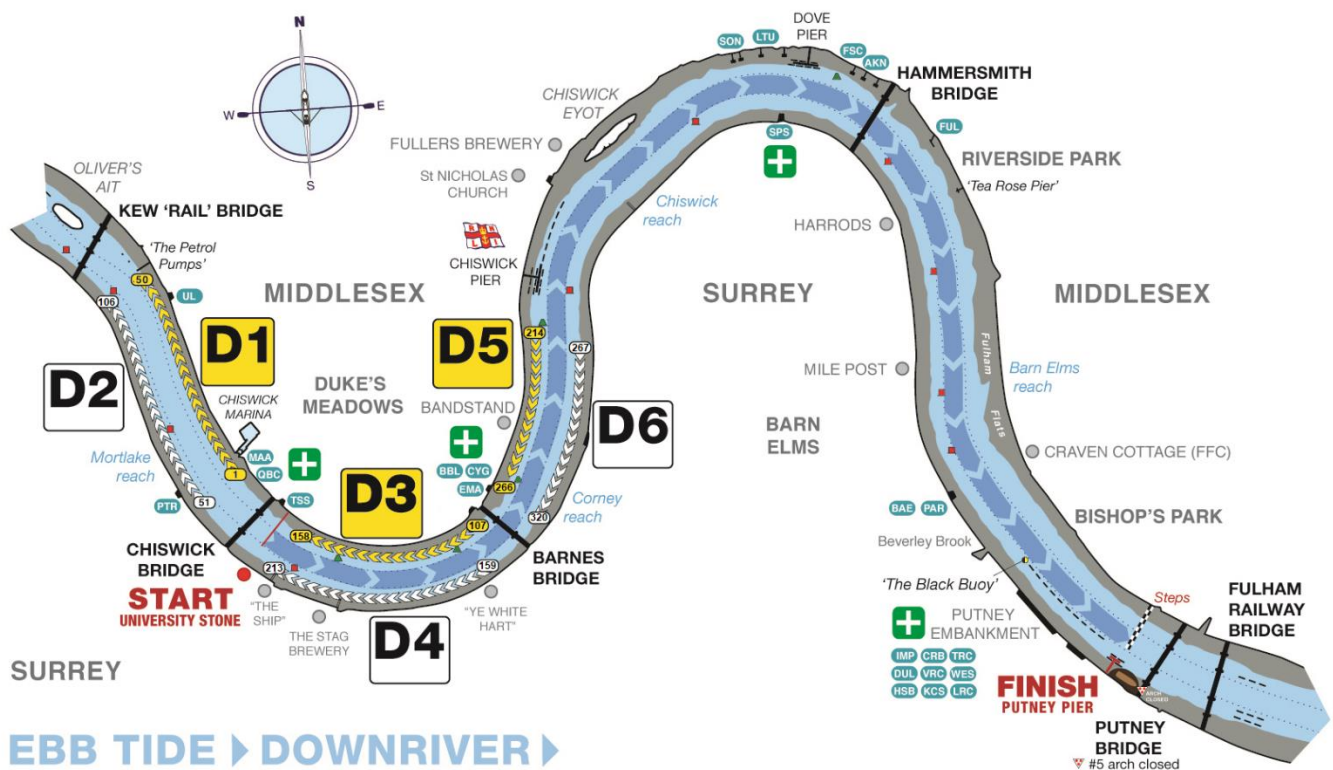 N
W
E
S
OLIVER'S
AIT
KEW 'RAIL' BRIDGE
'The Petrol
Pumps'
50
106
UL
D1
D2
MIDDLESEX
CHISWICK
MARINA
MAA
QBC
1
51
Mortlake
reach
PTR
TSS
CHISWICK
BRIDGE
START
UNIVERSITY STONE
"THE
SHIP"
THE STAG
BREWERY
SURREY
DUKE'S
MEADOWS
D3
158
107
213
159
D4
"YE WHITE
HART"
BARNES
BRIDGE
BANDSTAND
BBL
CYG
EMA
D5
214
266
267
320
D6
Corney
reach
RNLI
CHISWICK
PIER
St NICHOLAS
CHURCH
FULLERS BREWERY
CHISWICK
EYOT
Chiswick
reach
SON
LTU
DOVE
PIER
FSC
AKN
SPS
HAMMERSMITH
BRIDGE
FUL
RIVERSIDE PARK
'Tea Rose Pier'
HARRODS
SURREY
MIDDLESEX
MILE POST
Fulham
Flats
Barn Elms
reach
BARN
ELMS
CRAVEN COTTAGE (FFC)
BAE
PAR
BISHOP'S PARK
Beverley Brook
'The Black Buoy'
PUTNEY
EMBANKMENT
IMP
CRB
TRC
DUL
VRC
WES
HSB
KCS
LRC
Steps
FULHAM
RAILWAY
BRIDGE
FINISH
PUTNEY PIER
ARCH
CLOSED
PUTNEY
BRIDGE
#5 arch closed
EBB TIDE DOWNRIVER